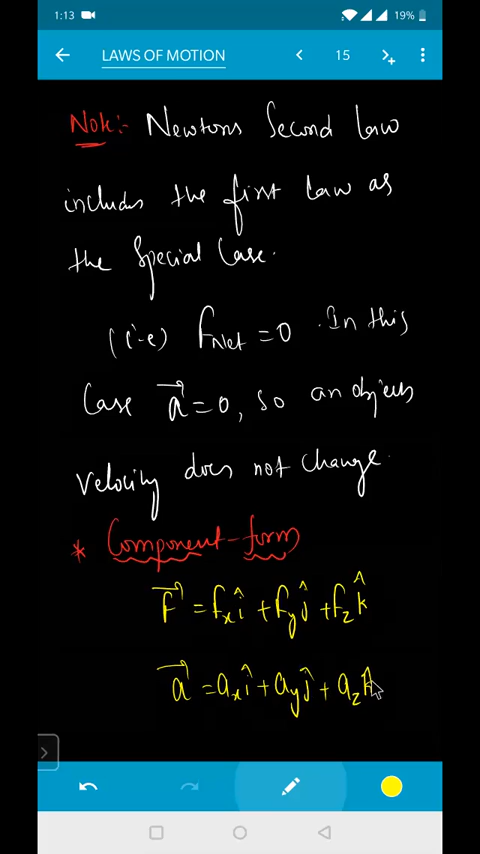 1:13 19%
LAWS OF MOTION 15
Note:- Newtons Second Law
includes the first law as
the Special Case.
(i-e) FNet = 0. In this
Case a⃗ = 0, so an objects
velocity does not change.
* Component-form
F⃗ = Fxî + Fyĵ + Fzk̂
a⃗ = axî + ayĵ + azk̂